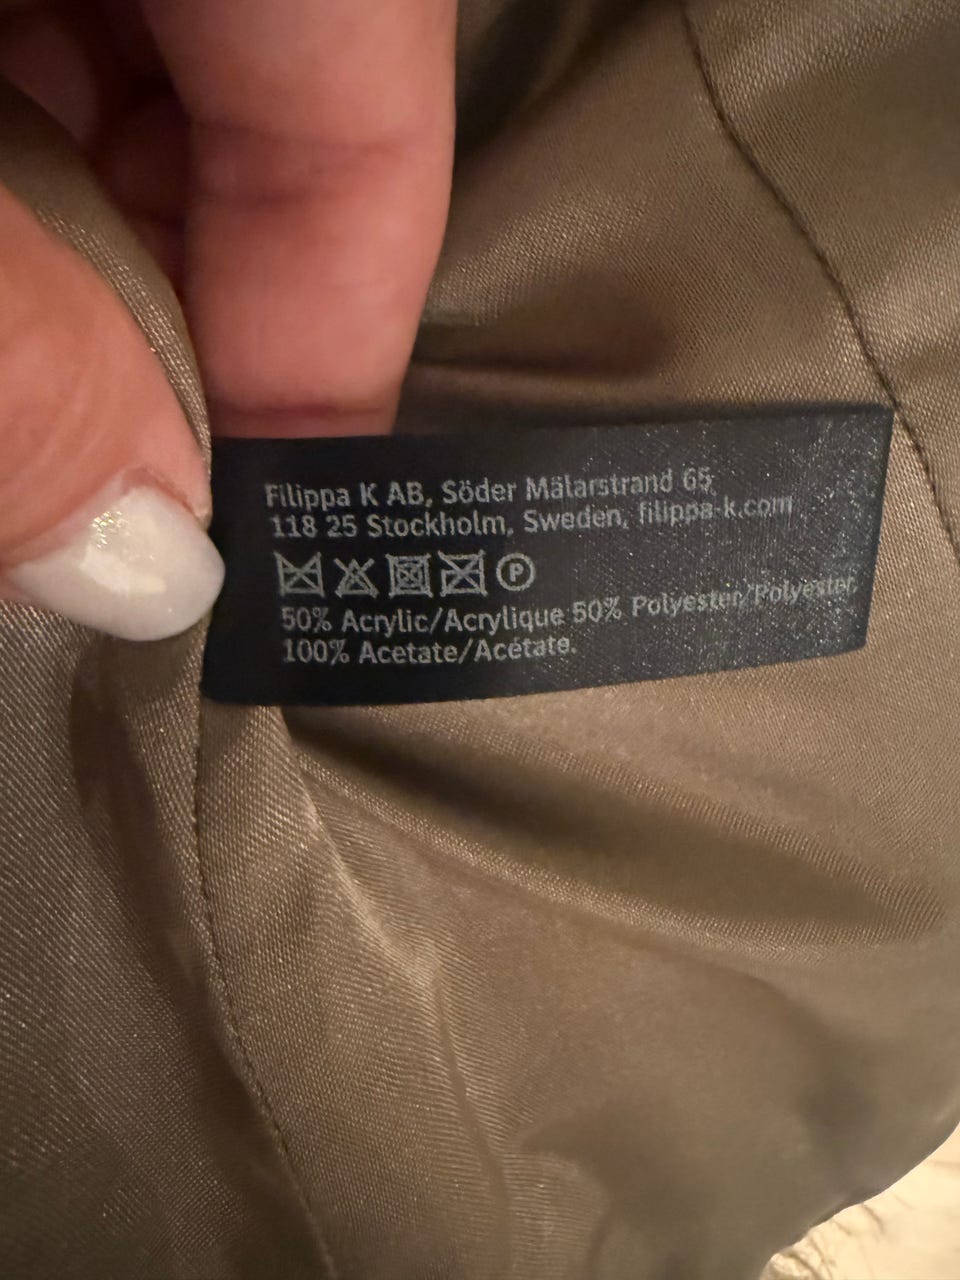 Filippa K AB, Söder Mälarstrand 65,
118 25 Stockholm, Sweden, filippa-k.com
P
50% Acrylic/Acrylique 50% Polyester/Polyester
100% Acetate/Acétate.